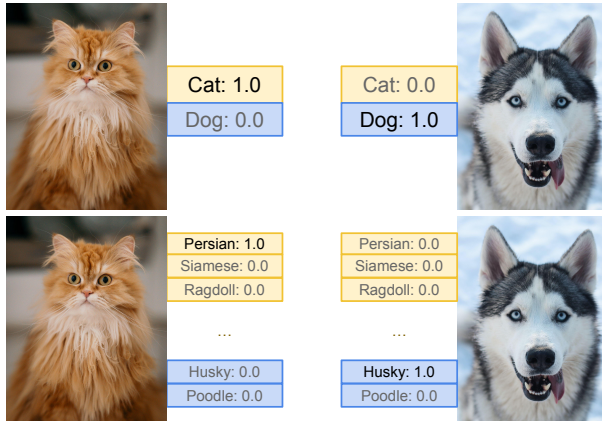 Cat: 1.0
Dog: 0.0
Cat: 0.0
Dog: 1.0
Persian: 1.0
Siamese: 0.0
Ragdoll: 0.0
...
Husky: 0.0
Poodle: 0.0
Persian: 0.0
Siamese: 0.0
Ragdoll: 0.0
...
Husky: 1.0
Poodle: 0.0